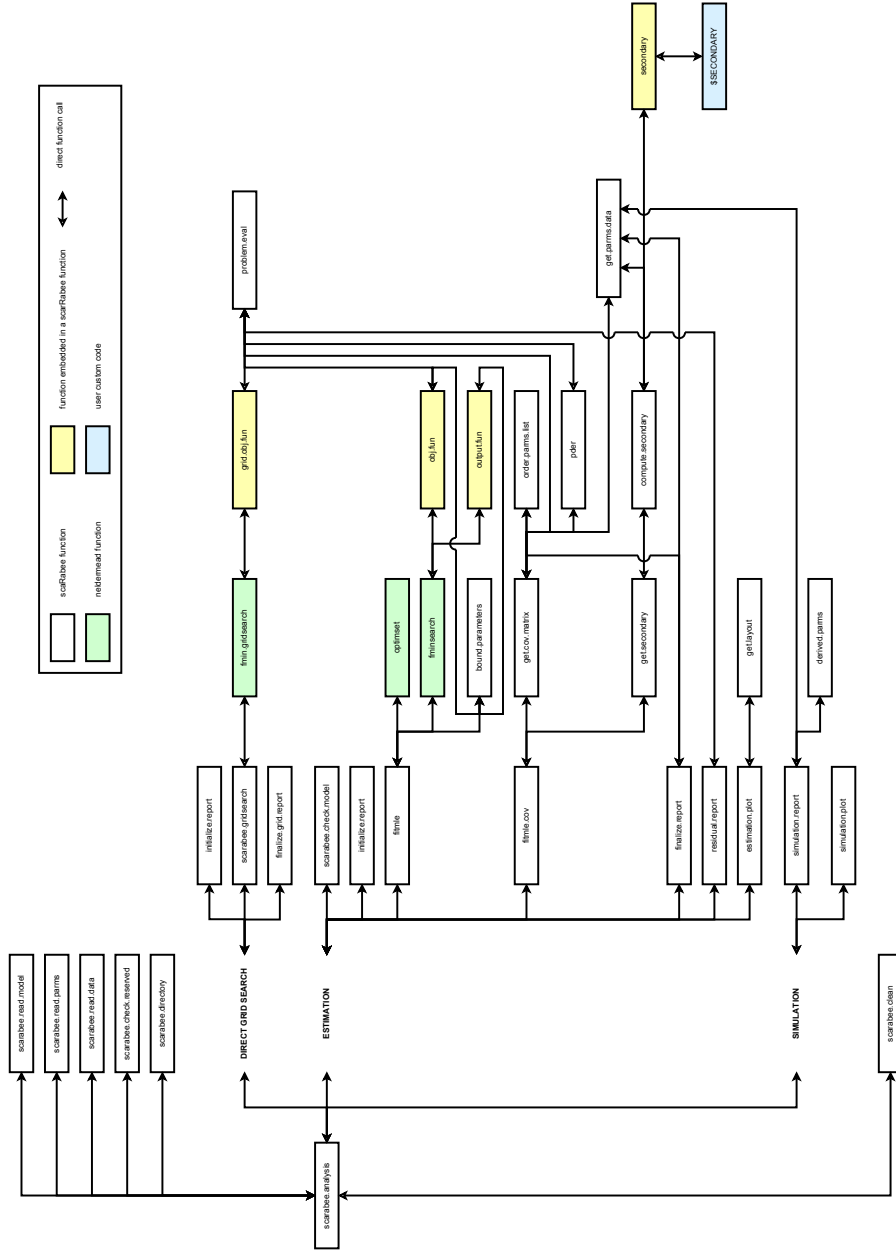 scarabee.read.model
scarabee.read.parms
scarabee.read.data
scarabee.check.reserved
scarabee.directory
scaRabee function
function embedded in a scarRabee function
direct function call
neldermead function
user custom code
scarabee.analysis
DIRECT GRID SEARCH
initialize.report
scarabee.gridsearch
finalize.grid.report
fmin.gridsearch
grid.obj.fun
problem.eval
ESTIMATION
scarabee.check.model
initialize.report
fitmle
optimset
fminsearch
obj.fun
bound.parameters
output.fun
fitmle.cov
get.cov.matrix
order.parms.list
pder
get.parms.data
get.secondary
compute.secondary
secondary
$SECONDARY
finalize.report
residual.report
estimation.plot
get.layout
SIMULATION
simulation.report
derived.parms
simulation.plot
scarabee.clean